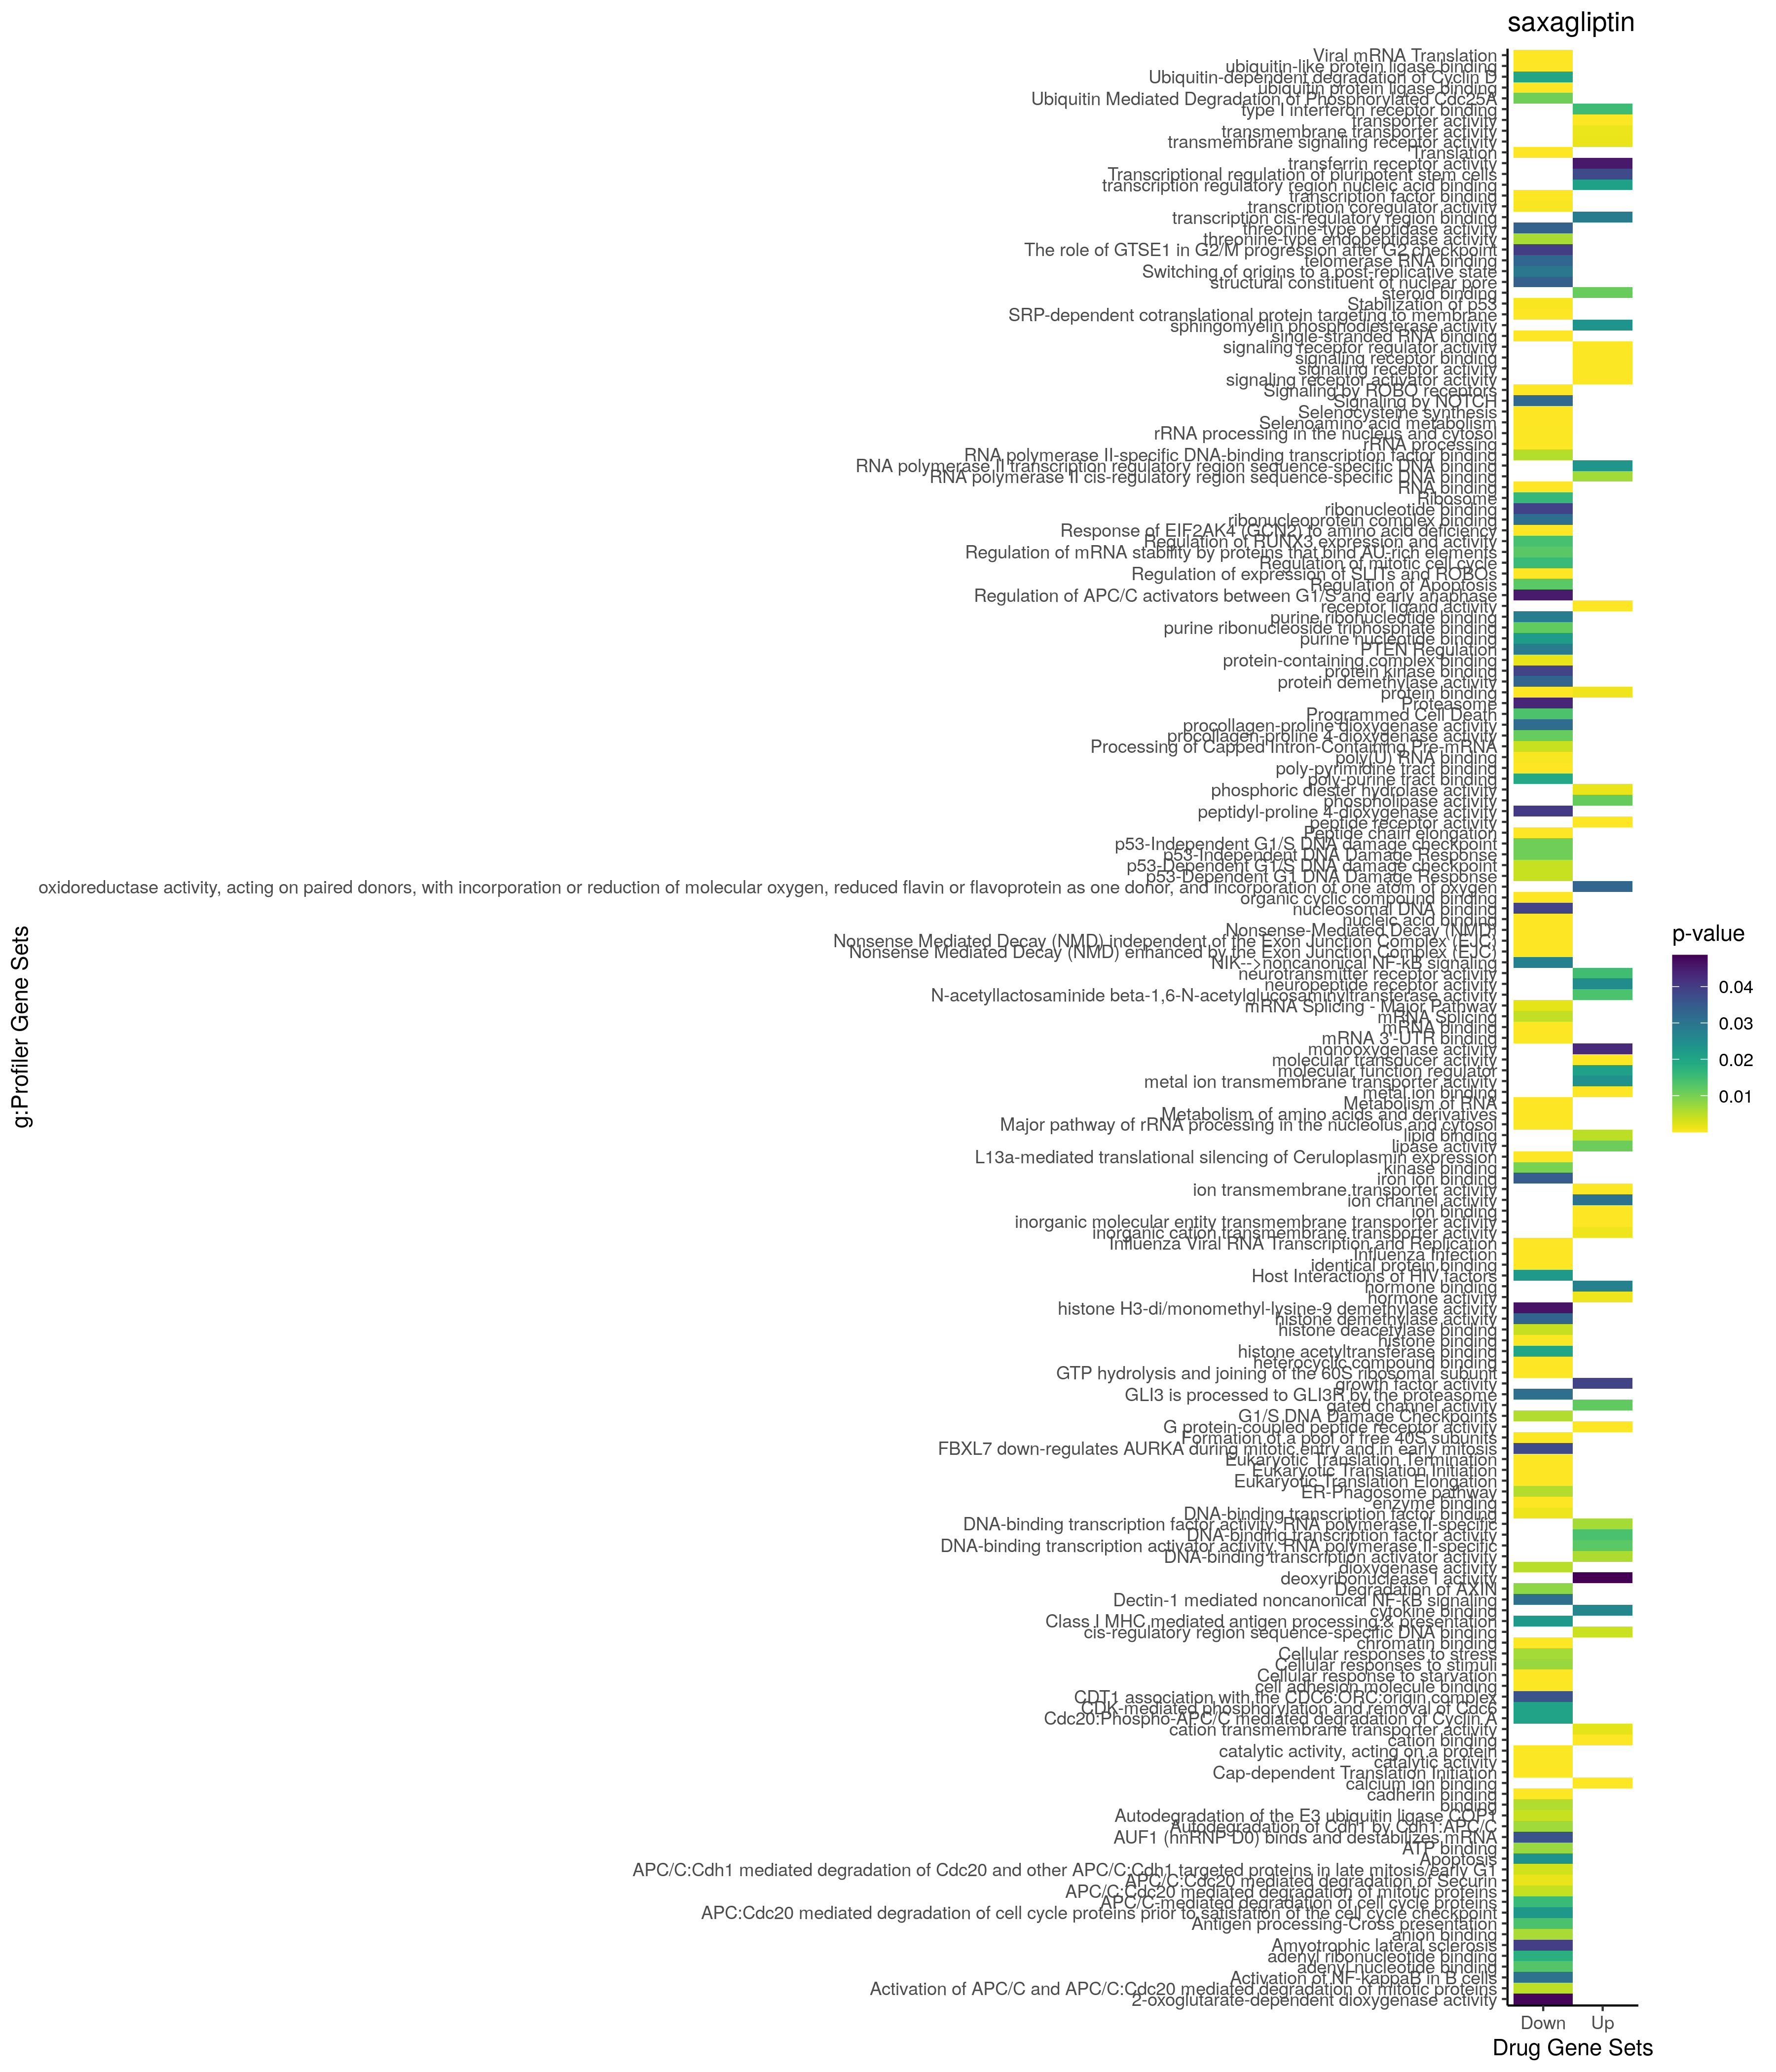 saxagliptin
Viral mRNA Translation
ubiquitin-like protein ligase binding
Ubiquitin-dependent degradation of Cyclin D
ubiquitin protein ligase binding
Ubiquitin Mediated Degradation of Phosphorylated Cdc25A
type I interferon receptor binding
transporter activity
transmembrane transporter activity
transmembrane signaling receptor activity
Translation
transferrin receptor activity
Transcriptional regulation of pluripotent stem cells
transcription regulatory region nucleic acid binding
transcription factor binding
transcription coregulator activity
transcription cis-regulatory region binding
threonine-type peptidase activity
threonine-type endopeptidase activity
The role of GTSE1 in G2/M progression after G2 checkpoint
telomerase RNA binding
Switching of origins to a post-replicative state
structural constituent of nuclear pore
steroid binding
Stabilization of p53
SRP-dependent cotranslational protein targeting to membrane
sphingomyelin phosphodiesterase activity
single-stranded RNA binding
signaling receptor regulator activity
signaling receptor binding
signaling receptor activity
signaling receptor activator activity
Signaling by ROBO receptors
Signaling by NOTCH
Selenocysteine synthesis
Selenoamino acid metabolism
rRNA processing in the nucleus and cytosol
rRNA processing
RNA polymerase II-specific DNA-binding transcription factor binding
RNA polymerase II transcription regulatory region sequence-specific DNA binding
RNA polymerase II cis-regulatory region sequence-specific DNA binding
RNA binding
Ribosome
ribonucleotide binding
ribonucleoprotein complex binding
Response of EIF2AK4 (GCN2) to amino acid deficiency
Regulation of RUNX3 expression and activity
Regulation of mRNA stability by proteins that bind AU-rich elements
Regulation of mitotic cell cycle
Regulation of expression of SLITs and ROBOs
Regulation of Apoptosis
Regulation of APC/C activators between G1/S and early anaphase
receptor ligand activity
purine ribonucleotide binding
purine ribonucleoside triphosphate binding
purine nucleotide binding
PTEN Regulation
protein-containing complex binding
protein kinase binding
protein demethylase activity
protein binding
Proteasome
Programmed Cell Death
procollagen-proline dioxygenase activity
procollagen-proline 4-dioxygenase activity
Processing of Capped Intron-Containing Pre-mRNA
poly(U) RNA binding
poly-pyrimidine tract binding
poly-purine tract binding
phosphoric diester hydrolase activity
phospholipase activity
peptidyl-proline 4-dioxygenase activity
peptide receptor activity
Peptide chain elongation
p53-Independent G1/S DNA damage checkpoint
p53-Independent DNA Damage Response
p53-Dependent G1/S DNA damage checkpoint
p53-Dependent G1 DNA Damage Response
oxidoreductase activity, acting on paired donors, with incorporation or reduction of molecular oxygen, reduced flavin or flavoprotein as one donor, and incorporation of one atom of oxygen
organic cyclic compound binding
nucleosomal DNA binding
nucleic acid binding
Nonsense-Mediated Decay (NMD)
Nonsense Mediated Decay (NMD) independent of the Exon Junction Complex (EJC)
Nonsense Mediated Decay (NMD) enhanced by the Exon Junction Complex (EJC)
NIK-->noncanonical NF-kB signaling
neurotransmitter receptor activity
neuropeptide receptor activity
N-acetyllactosaminide beta-1,6-N-acetylglucosaminyltransferase activity
mRNA Splicing - Major Pathway
mRNA Splicing
mRNA binding
mRNA 3'-UTR binding
monooxygenase activity
molecular transducer activity
molecular function regulator
metal ion transmembrane transporter activity
metal ion binding
Metabolism of RNA
Metabolism of amino acids and derivatives
Major pathway of rRNA processing in the nucleolus and cytosol
lipid binding
lipase activity
L13a-mediated translational silencing of Ceruloplasmin expression
kinase binding
iron ion binding
ion transmembrane transporter activity
ion channel activity
ion binding
inorganic molecular entity transmembrane transporter activity
inorganic cation transmembrane transporter activity
Influenza Viral RNA Transcription and Replication
Influenza Infection
identical protein binding
Host Interactions of HIV factors
hormone binding
hormone activity
histone H3-di/monomethyl-lysine-9 demethylase activity
histone demethylase activity
histone deacetylase binding
histone binding
histone acetyltransferase binding
heterocyclic compound binding
GTP hydrolysis and joining of the 60S ribosomal subunit
growth factor activity
GLI3 is processed to GLI3R by the proteasome
gated channel activity
G1/S DNA Damage Checkpoints
G protein-coupled peptide receptor activity
Formation of a pool of free 40S subunits
FBXL7 down-regulates AURKA during mitotic entry and in early mitosis
Eukaryotic Translation Termination
Eukaryotic Translation Initiation
Eukaryotic Translation Elongation
ER-Phagosome pathway
enzyme binding
DNA-binding transcription factor binding
DNA-binding transcription factor activity, RNA polymerase II-specific
DNA-binding transcription factor activity
DNA-binding transcription activator activity, RNA polymerase II-specific
DNA-binding transcription activator activity
dioxygenase activity
deoxyribonuclease I activity
Degradation of AXIN
Dectin-1 mediated noncanonical NF-kB signaling
cytokine binding
Class I MHC mediated antigen processing & presentation
cis-regulatory region sequence-specific DNA binding
chromatin binding
Cellular responses to stress
Cellular responses to stimuli
Cellular response to starvation
cell adhesion molecule binding
CDT1 association with the CDC6:ORC:origin complex
CDK-mediated phosphorylation and removal of Cdc6
Cdc20:Phospho-APC/C mediated degradation of Cyclin A
cation transmembrane transporter activity
cation binding
catalytic activity, acting on a protein
catalytic activity
Cap-dependent Translation Initiation
calcium ion binding
cadherin binding
binding
Autodegradation of the E3 ubiquitin ligase COP1
Autodegradation of Cdh1 by Cdh1:APC/C
AUF1 (hnRNP D0) binds and destabilizes mRNA
ATP binding
Apoptosis
APC/C:Cdh1 mediated degradation of Cdc20 and other APC/C:Cdh1 targeted proteins in late mitosis/early G1
APC/C:Cdc20 mediated degradation of Securin
APC/C:Cdc20 mediated degradation of mitotic proteins
APC/C-mediated degradation of cell cycle proteins
APC:Cdc20 mediated degradation of cell cycle proteins prior to satisfation of the cell cycle checkpoint
Antigen processing-Cross presentation
anion binding
Amyotrophic lateral sclerosis
adenyl ribonucleotide binding
adenyl nucleotide binding
Activation of NF-kappaB in B cells
Activation of APC/C and APC/C:Cdc20 mediated degradation of mitotic proteins
2-oxoglutarate-dependent dioxygenase activity
g:Profiler Gene Sets
Down Up
Drug Gene Sets
p-value
0.04
0.03
0.02
0.01